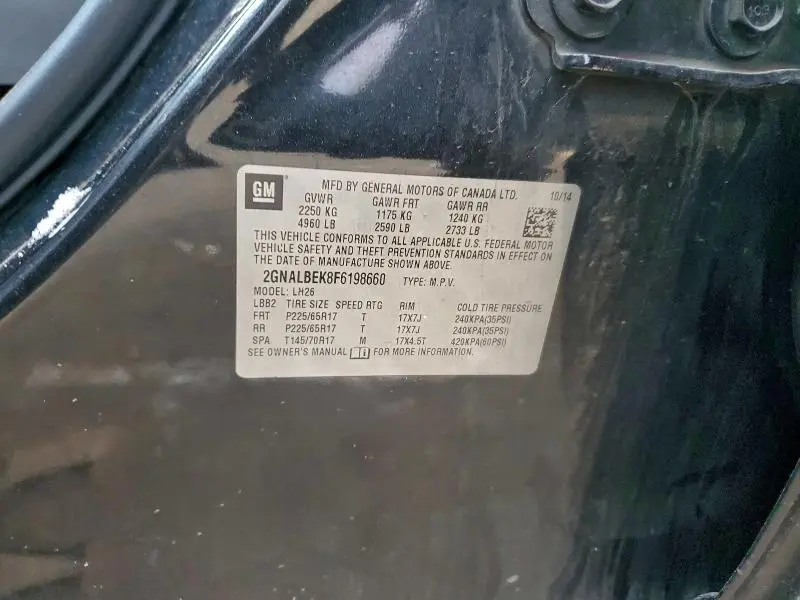 GM MFD BY GENERAL MOTORS OF CANADA LTD. 10/14
GVWR GAWR FRT GAWR RR
2250 KG 1175 KG 1240 KG
4960 LB 2590 LB 2733 LB
THIS VEHICLE CONFORMS TO ALL APPLICABLE U.S. FEDERAL MOTOR
VEHICLE SAFETY AND THEFT PREVENTION STANDARDS IN EFFECT ON
THE DATE OF MANUFACTURE SHOWN ABOVE.
2GNALBEK8F6198660 TYPE: M.P.V.
MODEL: LH26
LBB2 TIRE SIZE SPEED RTG RIM COLD TIRE PRESSURE
FRT P225/65R17 T 17X7J 240KPA(35PSI)
RR P225/65R17 T 17X7J 240KPA(35PSI)
SPA T145/70R17 M 17X4.5T 420KPA(60PSI)
SEE OWNER'S MANUAL FOR MORE INFORMATION.